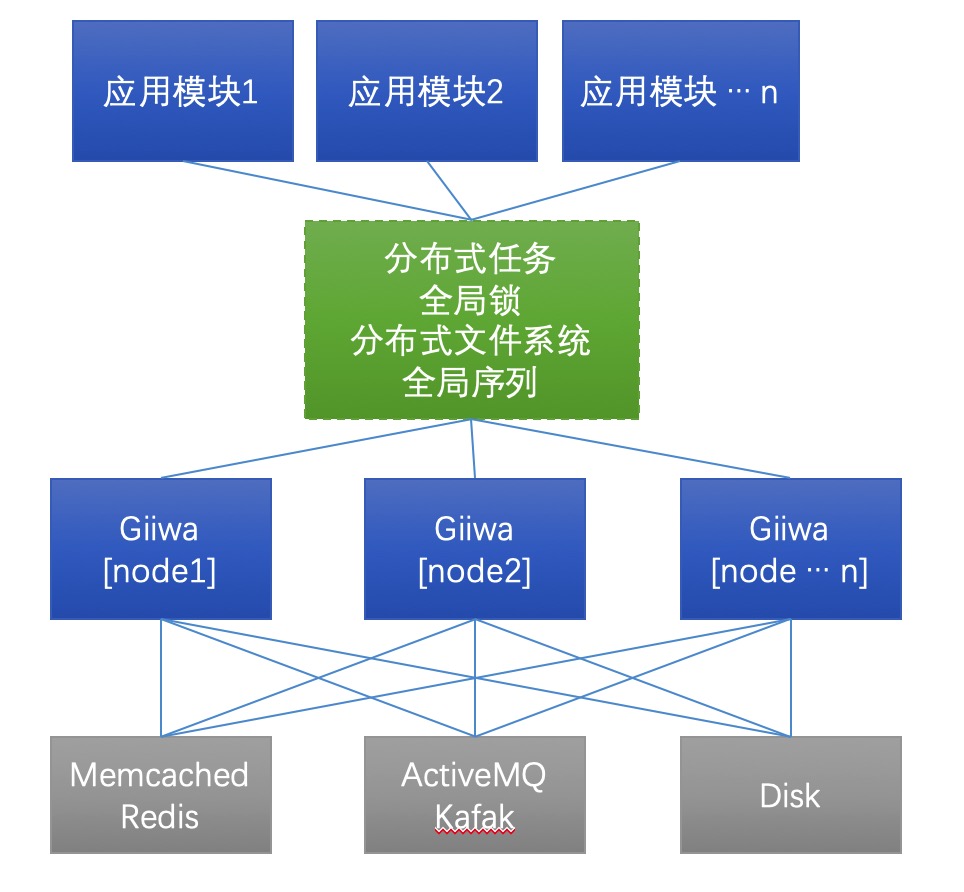 应用模块1
应用模块2
应用模块 ··· n
分布式任务
全局锁
分布式文件系统
全局序列
Giiwa
[node1]
Giiwa
[node2]
Giiwa
[node ··· n]
Memcached
Redis
ActiveMQ
Kafak
Disk